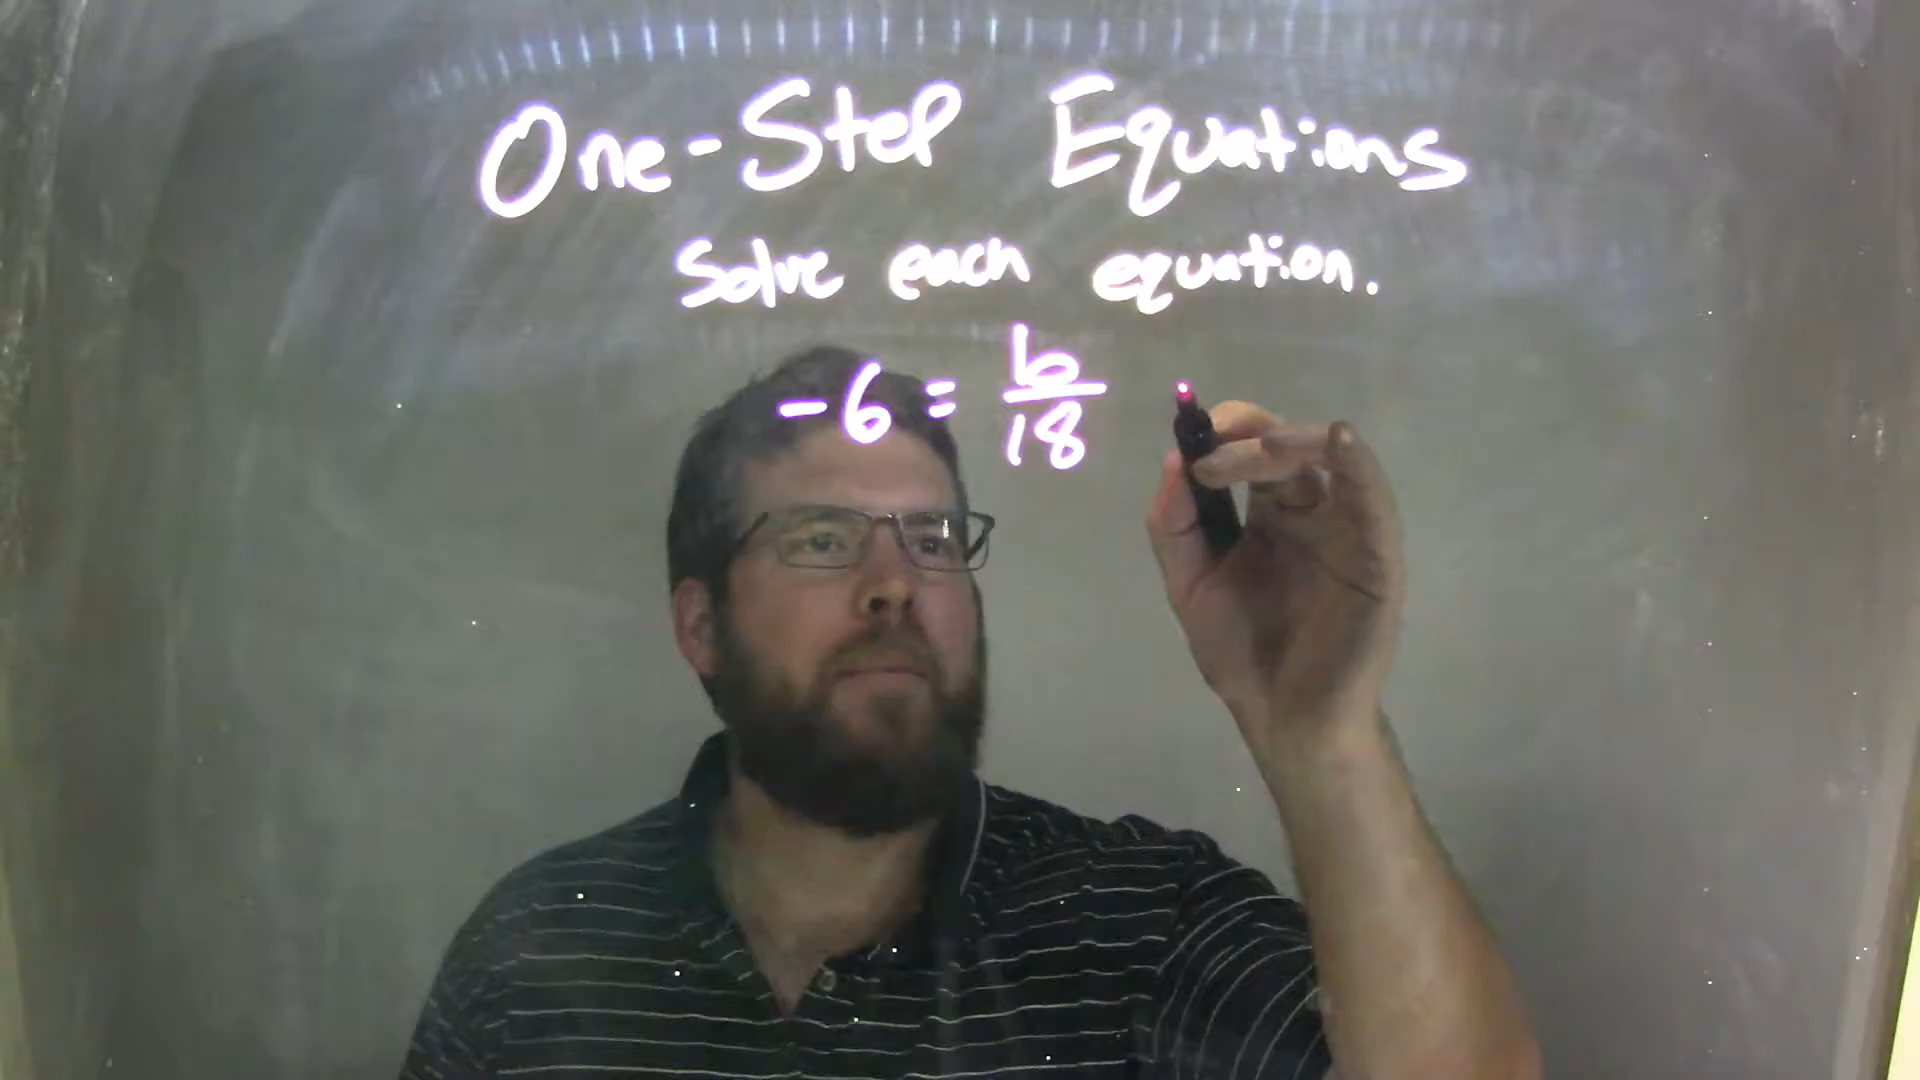 One-Step Equations
Solve each equation.
-6 = b/18